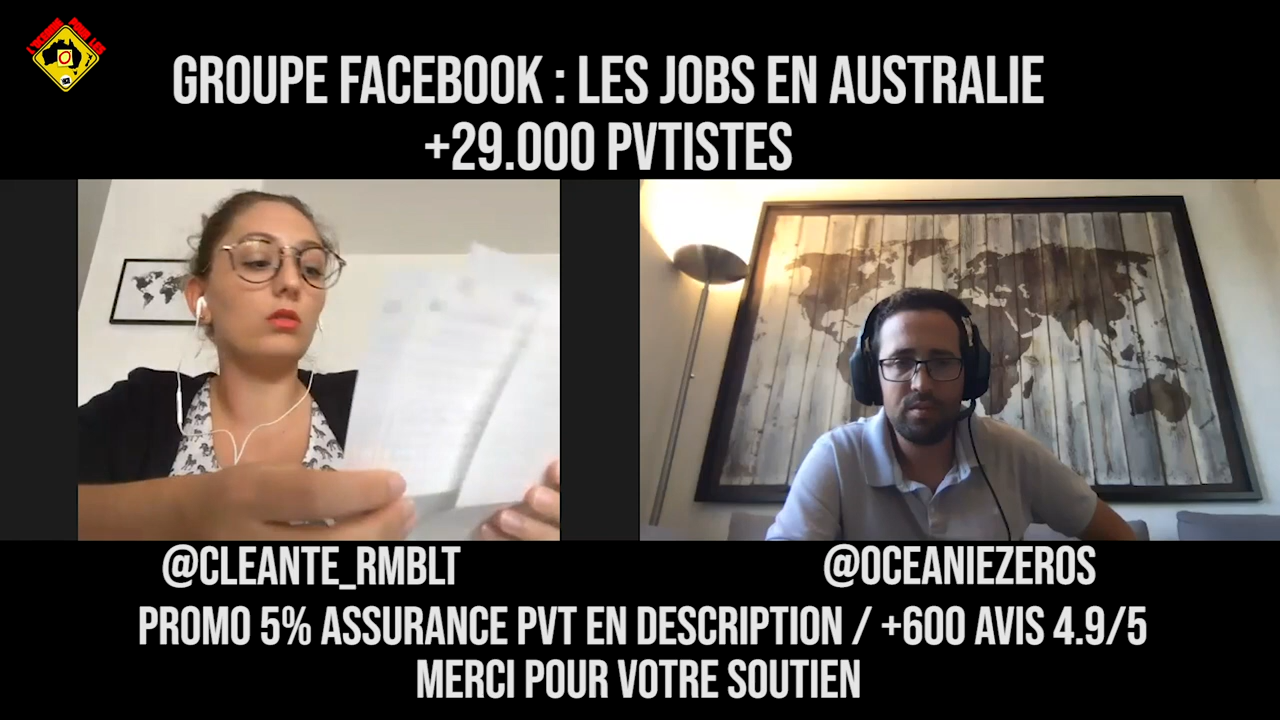 GROUPE FACEBOOK : LES JOBS EN AUSTRALIE
+29.000 PVTISTES
@CLEANTE_RMBLT
@OCEANIEZEROS
PROMO 5% ASSURANCE PVT EN DESCRIPTION / +600 AVIS 4.9/5
MERCI POUR VOTRE SOUTIEN